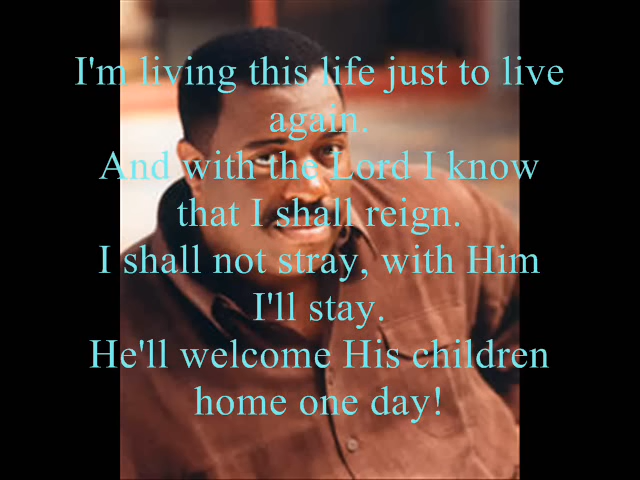 I'm living this life just to live
again.
And with the Lord I know
that I shall reign.
I shall not stray, with Him
I'll stay.
He'll welcome His children
home one day!